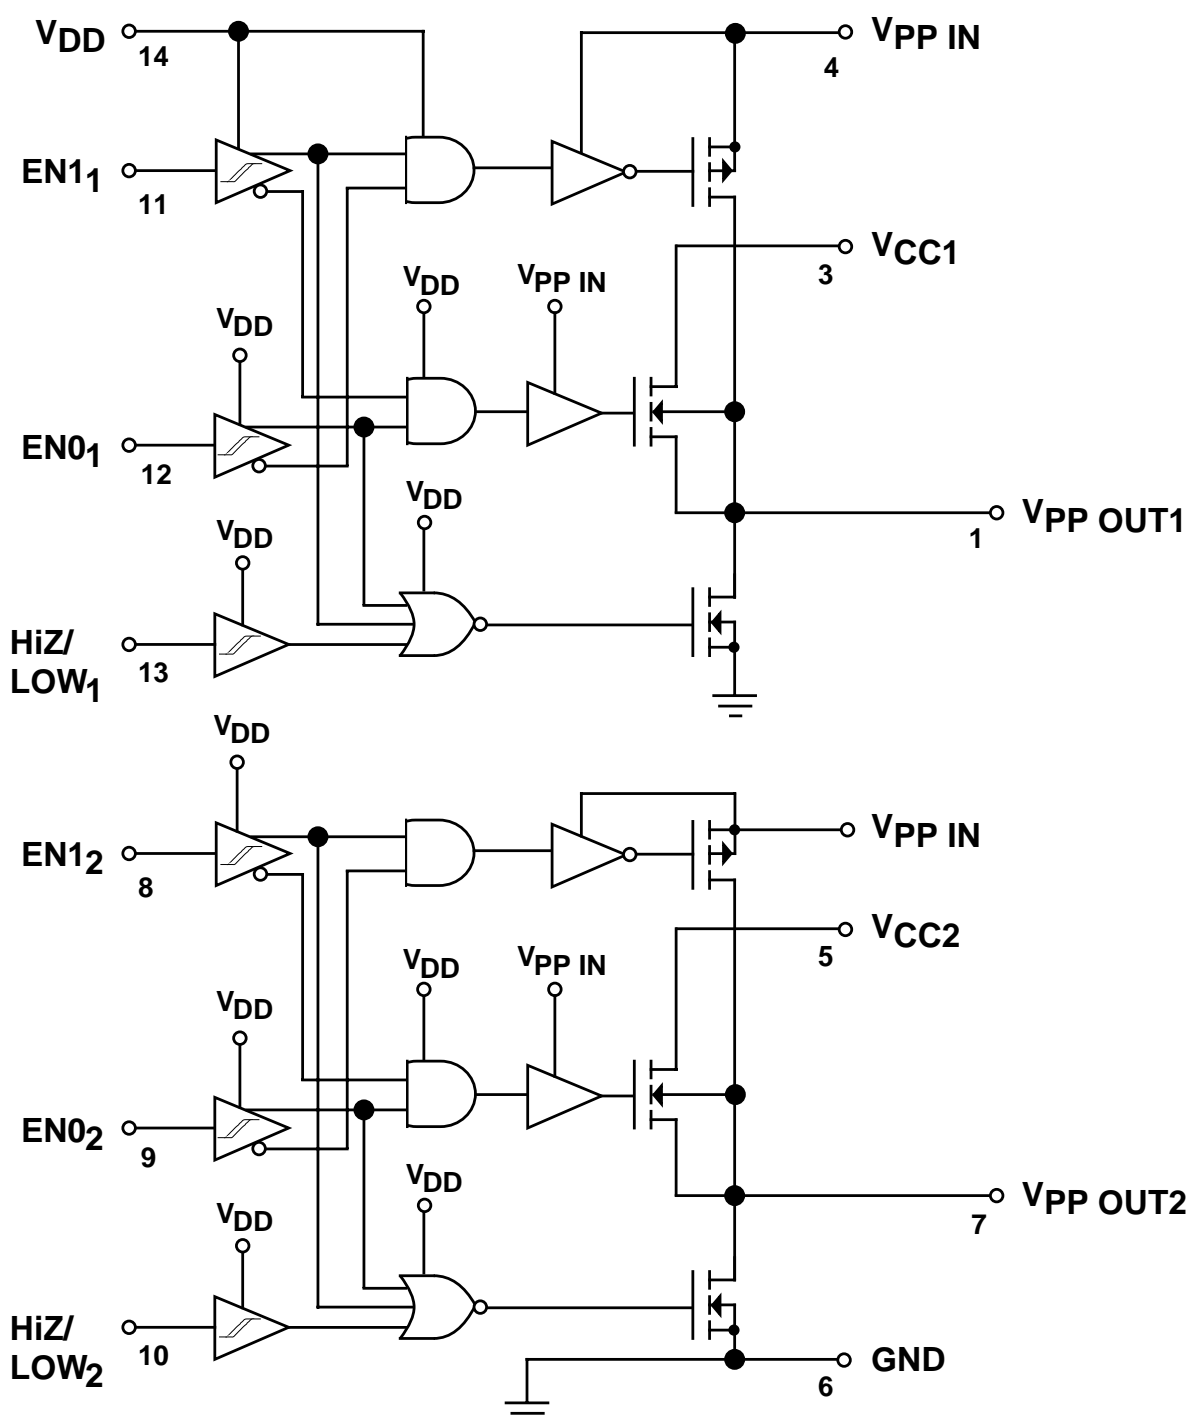 VDD
14
VPP IN
4
EN11
11
VCC1
3
VDD
VPP IN
VDD
EN01
12
VDD
VDD
VPP OUT1
1
HiZ/
LOW1
13
VDD
EN12
8
VPP IN
VCC2
5
VDD
VPP IN
VDD
EN02
9
VDD
VDD
VPP OUT2
7
HiZ/
LOW2
10
GND
6